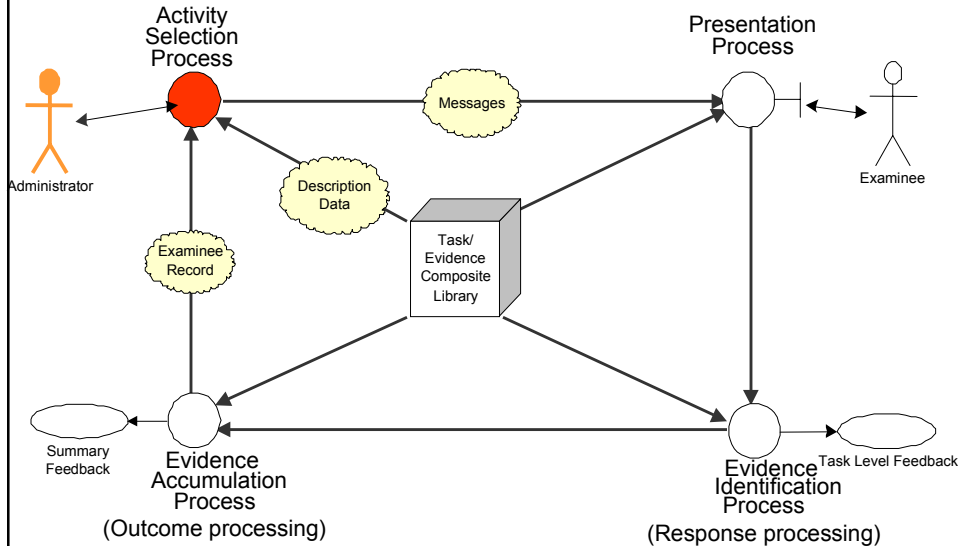 Activity
Selection
Process
Presentation
Process
Messages
Administrator
Examinee
Description
Data
Task/
Evidence
Composite
Library
Examinee
Record
Summary
Feedback
Evidence
Accumulation
Process
(Outcome processing)
Evidence
Identification
Process
(Response processing)
Task Level Feedback